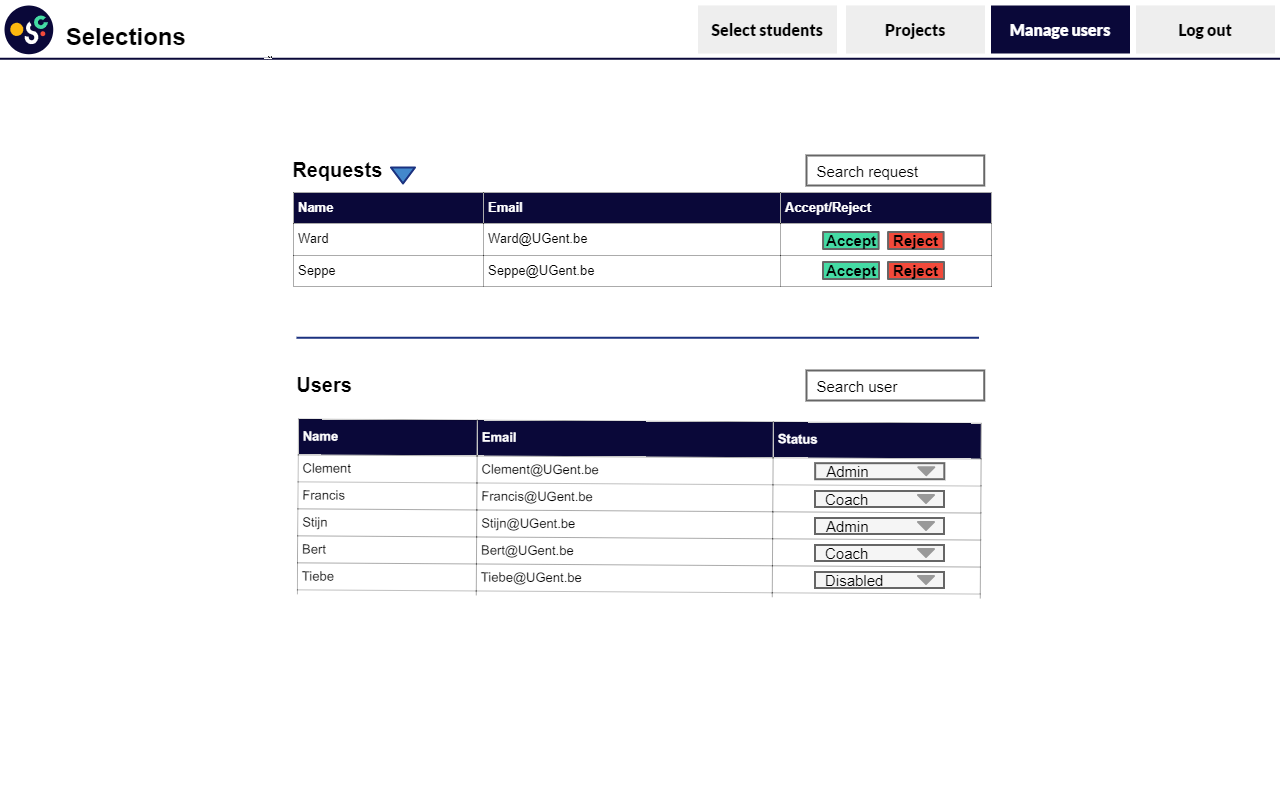 Selections
Select students
Projects
Manage users
Log out
Requests
Search request
Name Email Accept/Reject
Ward Ward@UGent.be Accept Reject
Seppe Seppe@UGent.be Accept Reject
Users
Search user
Name Email Status
Clement Clement@UGent.be Admin
Francis Francis@UGent.be Coach
Stijn Stijn@UGent.be Admin
Bert Bert@UGent.be Coach
Tiebe Tiebe@UGent.be Disabled